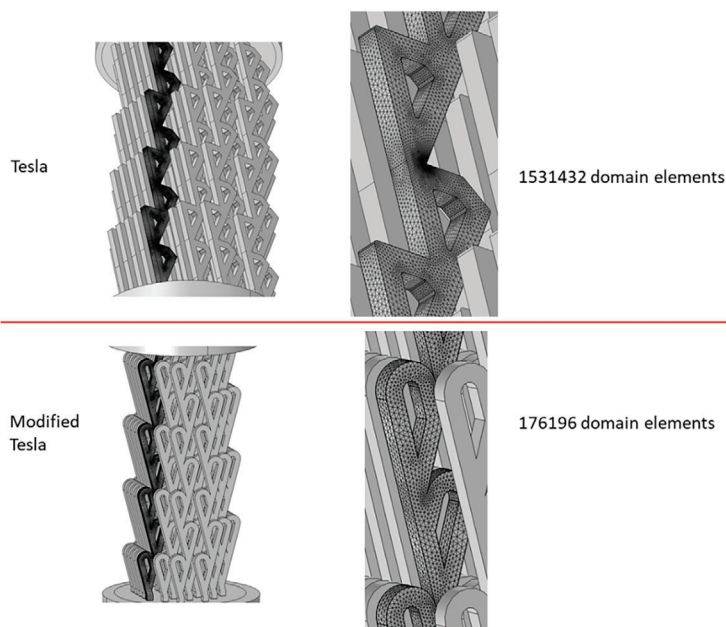 Tesla
1531432 domain elements
Modified
Tesla
176196 domain elements